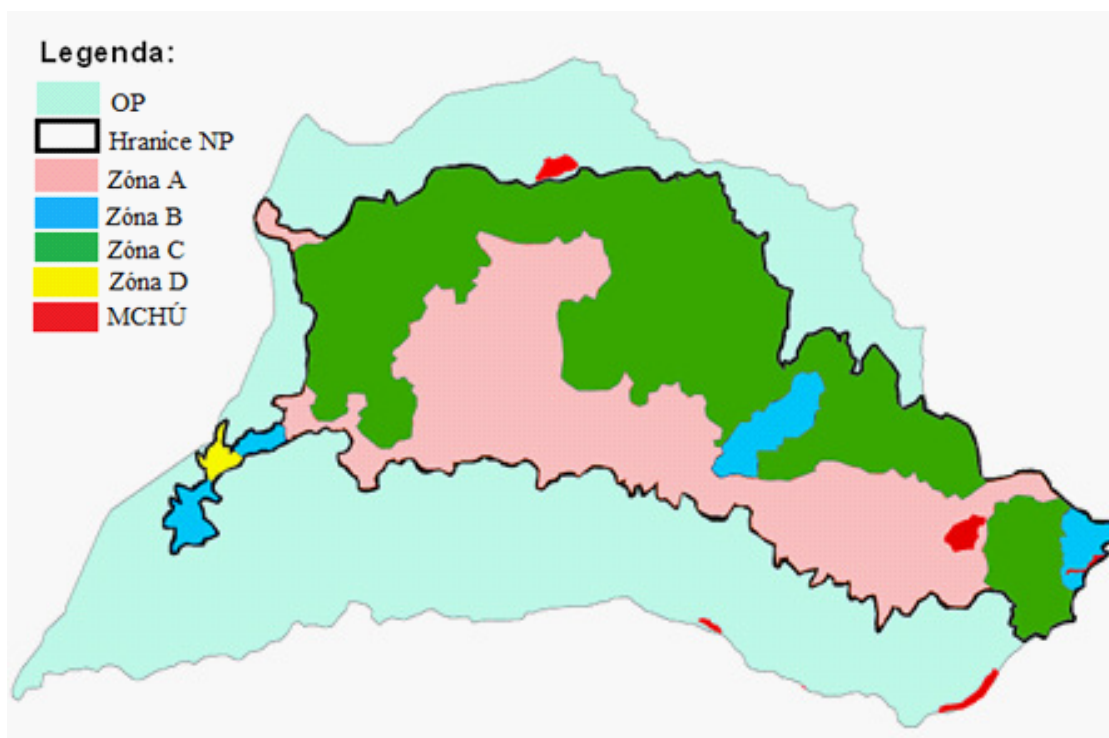 Legenda:
OP
Hranice NP
Zóna A
Zóna B
Zóna C
Zóna D
MCHÚ